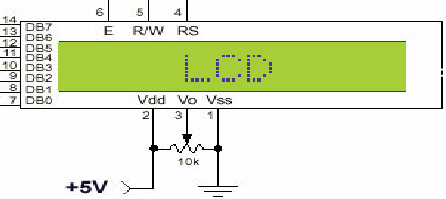 6 5 4
E R/W RS
14 DB7
13 DB6
12 DB5
11 DB4
10 DB3
9 DB2
8 DB1
7 DB0
LCD
Vdd Vo Vss
2 3 1
10k
+5V